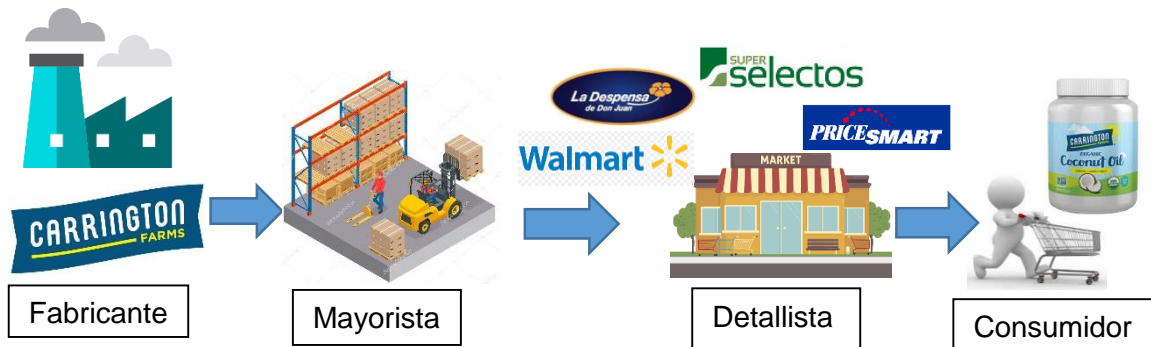 CARRINGTON
FARMS
Fabricante
Mayorista
La Despensa
de Don Juan
SUPER
selectos
Walmart
PRICESMART
MARKET
Detallista
CARRINGTON
ORGANIC
Coconut Oil
Consumidor